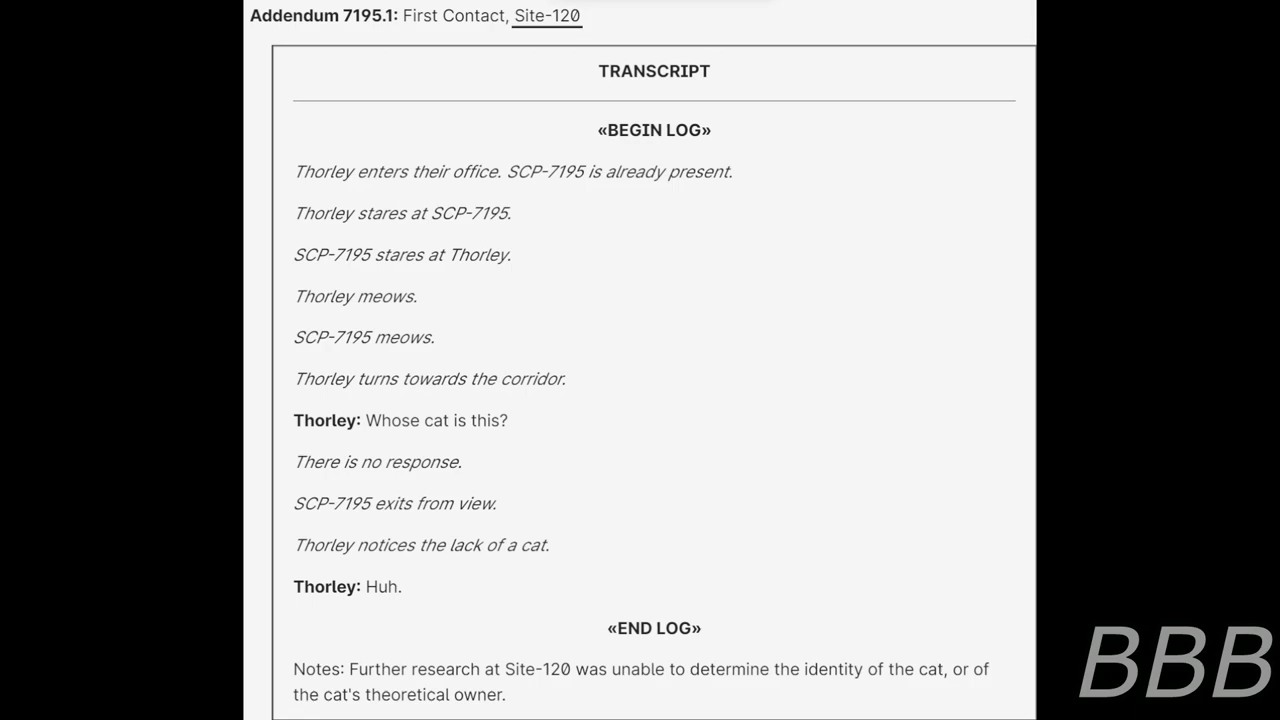 Addendum 7195.1: First Contact, Site-120
TRANSCRIPT
«BEGIN LOG»
Thorley enters their office. SCP-7195 is already present.
Thorley stares at SCP-7195.
SCP-7195 stares at Thorley.
Thorley meows.
SCP-7195 meows.
Thorley turns towards the corridor.
Thorley: Whose cat is this?
There is no response.
SCP-7195 exits from view.
Thorley notices the lack of a cat.
Thorley: Huh.
«END LOG»
Notes: Further research at Site-120 was unable to determine the identity of the cat, or of
the cat's theoretical owner.
BBB